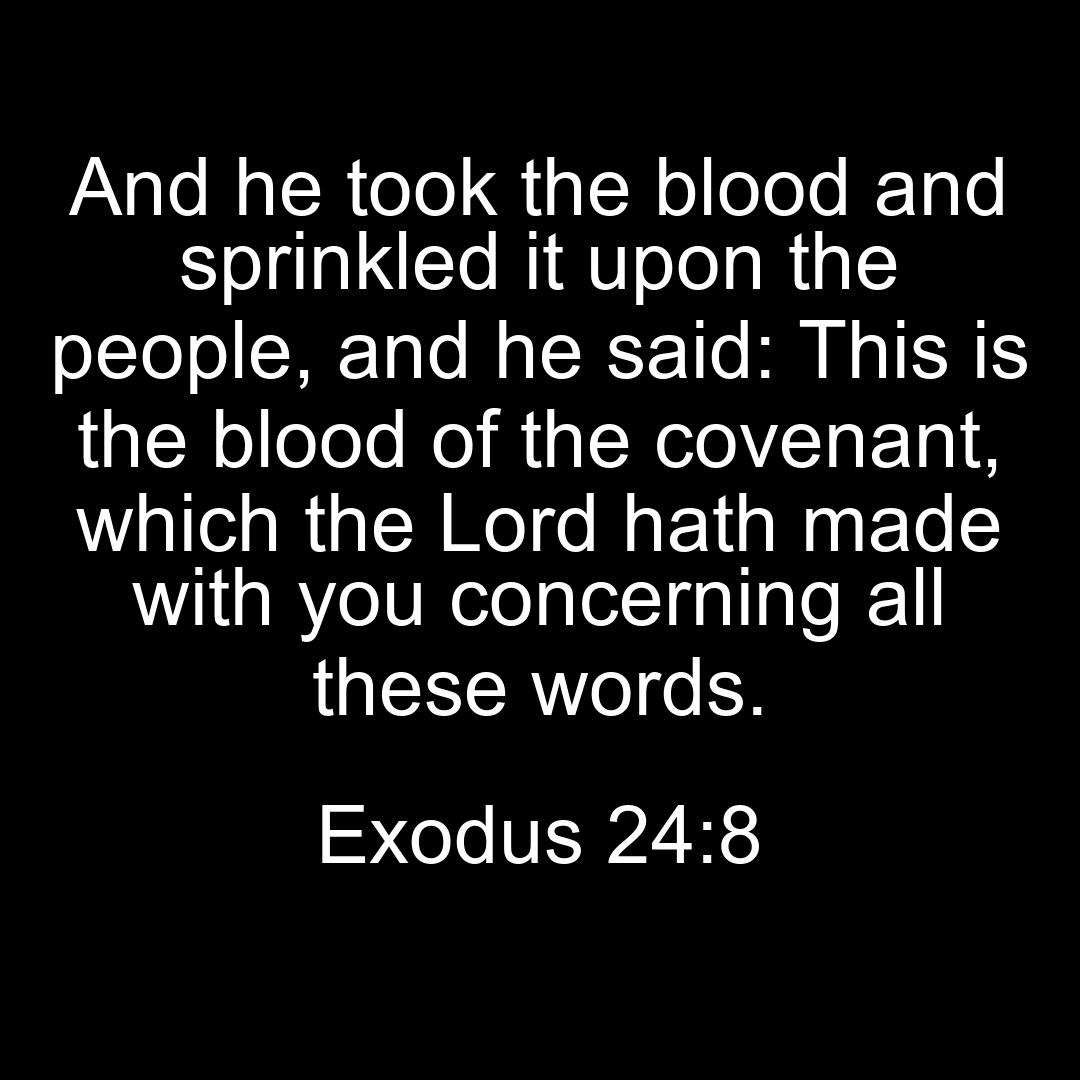 And he took the blood and
sprinkled it upon the
people, and he said: This is
the blood of the covenant,
which the Lord hath made
with you concerning all
these words.
Exodus 24:8